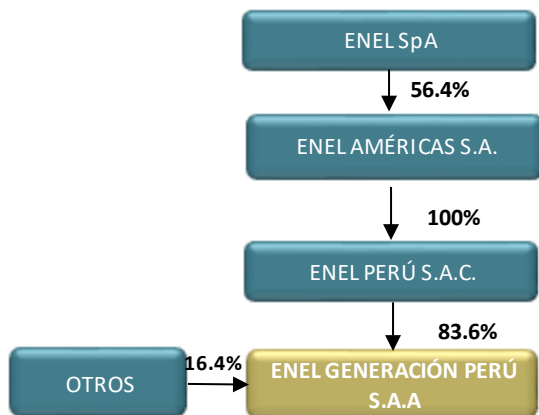 ENEL SpA
56.4%
ENEL AMÉRICAS S.A.
100%
ENEL PERÚ S.A.C.
83.6%
OTROS
16.4%
ENEL GENERACIÓN PERÚ
S.A.A